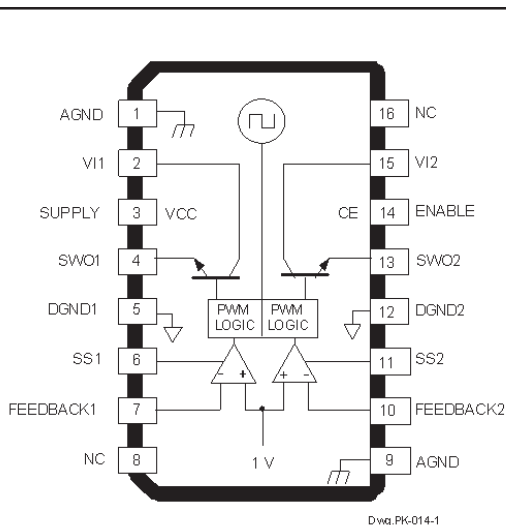 AGND 1
16 NC
VI1 2
15 VI2
SUPPLY 3 VCC
CE 14 ENABLE
SWO1 4
13 SWO2
DGND1 5
PWM LOGIC
PWM LOGIC
12 DGND2
SS1 6
11 SS2
- +
+ -
FEEDBACK1 7
10 FEEDBACK2
NC 8
1 V
9 AGND
Dwg.PK-014-1